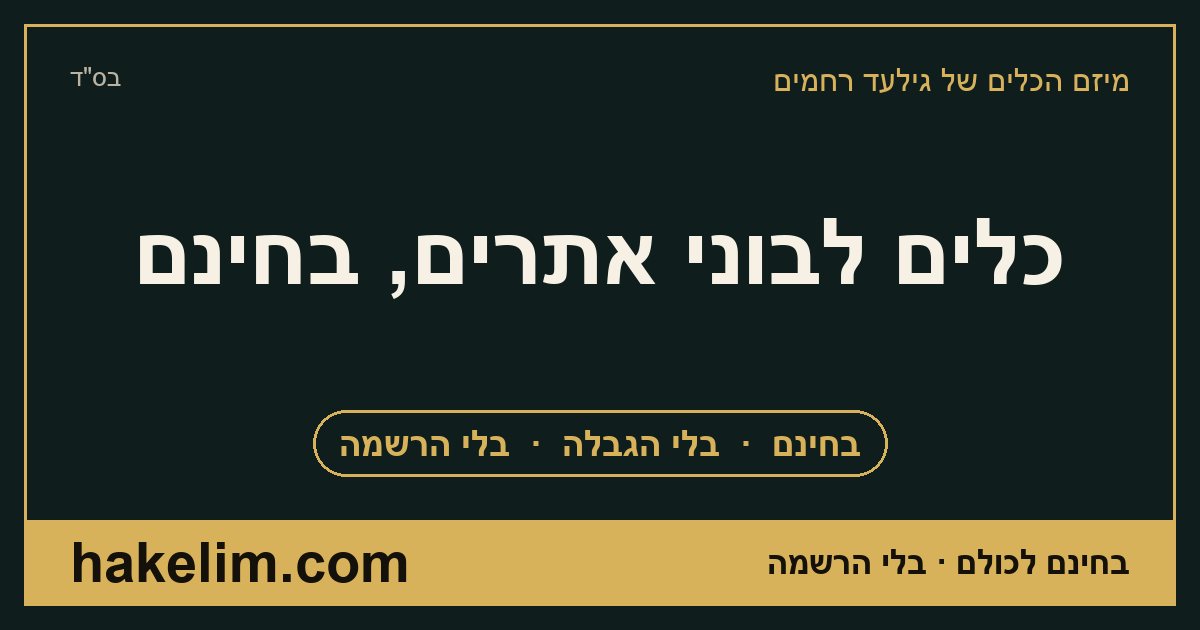 מיזם הכלים של גילעד רחמים
בס"ד
כלים לבוני אתרים, בחינם
בחינם · בלי הגבלה · בלי הרשמה
בחינם לכולם · בלי הרשמה
hakelim.com